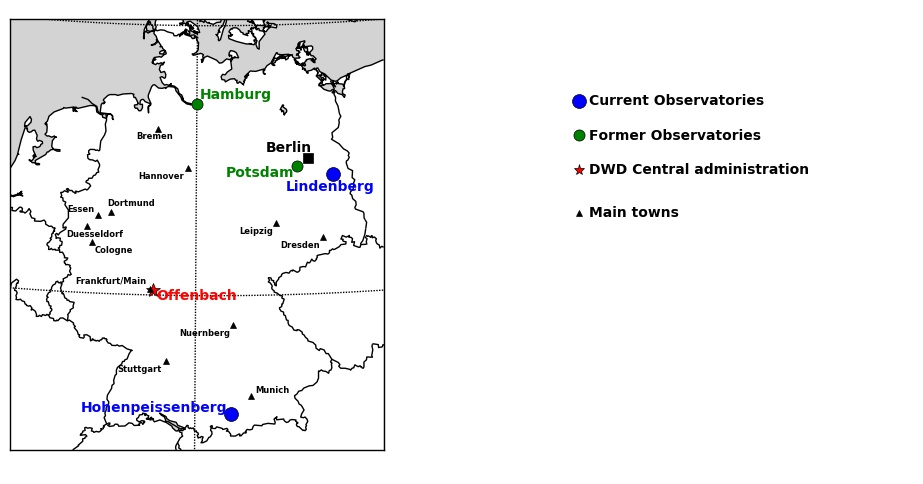 Hamburg
Bremen
Berlin
Hannover
Potsdam
Lindenberg
Dortmund
Essen
Duesseldorf
Leipzig
Cologne
Dresden
Frankfurt/Main
Offenbach
Nuernberg
Stuttgart
Munich
Hohenpeissenberg
Current Observatories
Former Observatories
DWD Central administration
Main towns